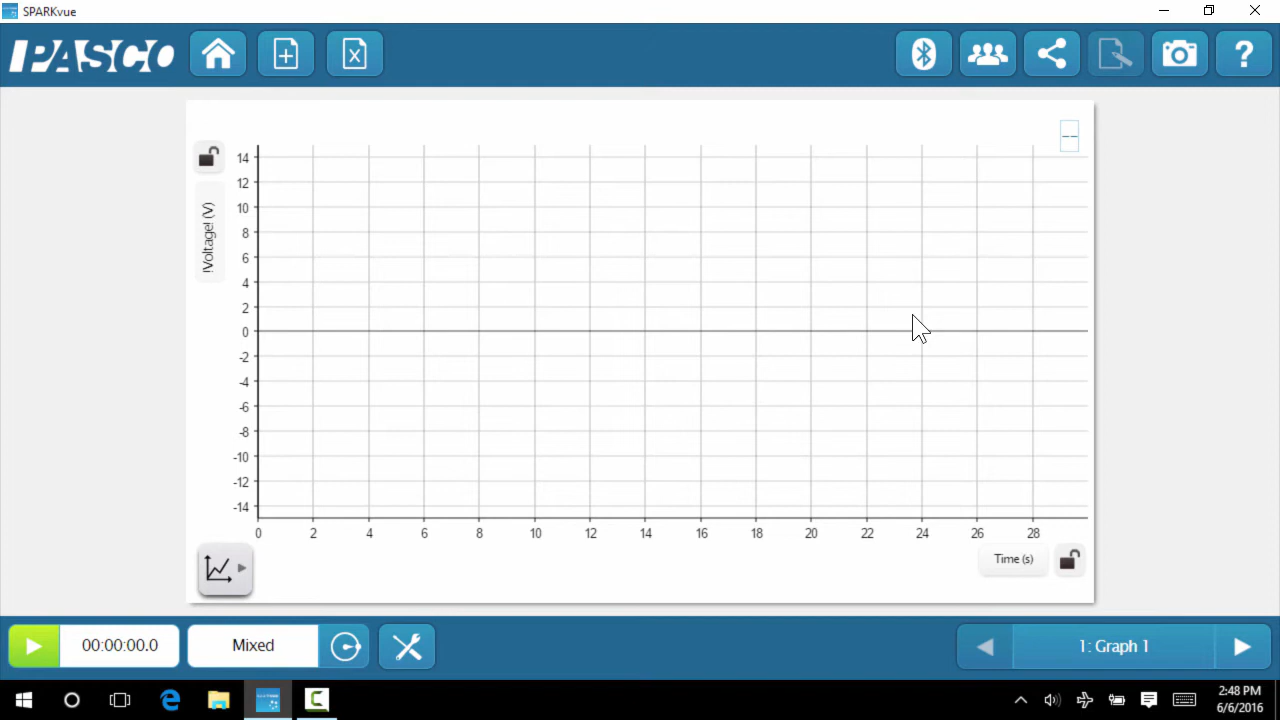 SPARKvue
PASCO
?
--
!Voltage! (V)
14
12
10
8
6
4
2
0
-2
-4
-6
-8
-10
-12
-14
0 2 4 6 8 10 12 14 16 18 20 22 24 26 28
Time (s)
00:00:00.0
Mixed
1: Graph 1
2:48 PM
6/6/2016